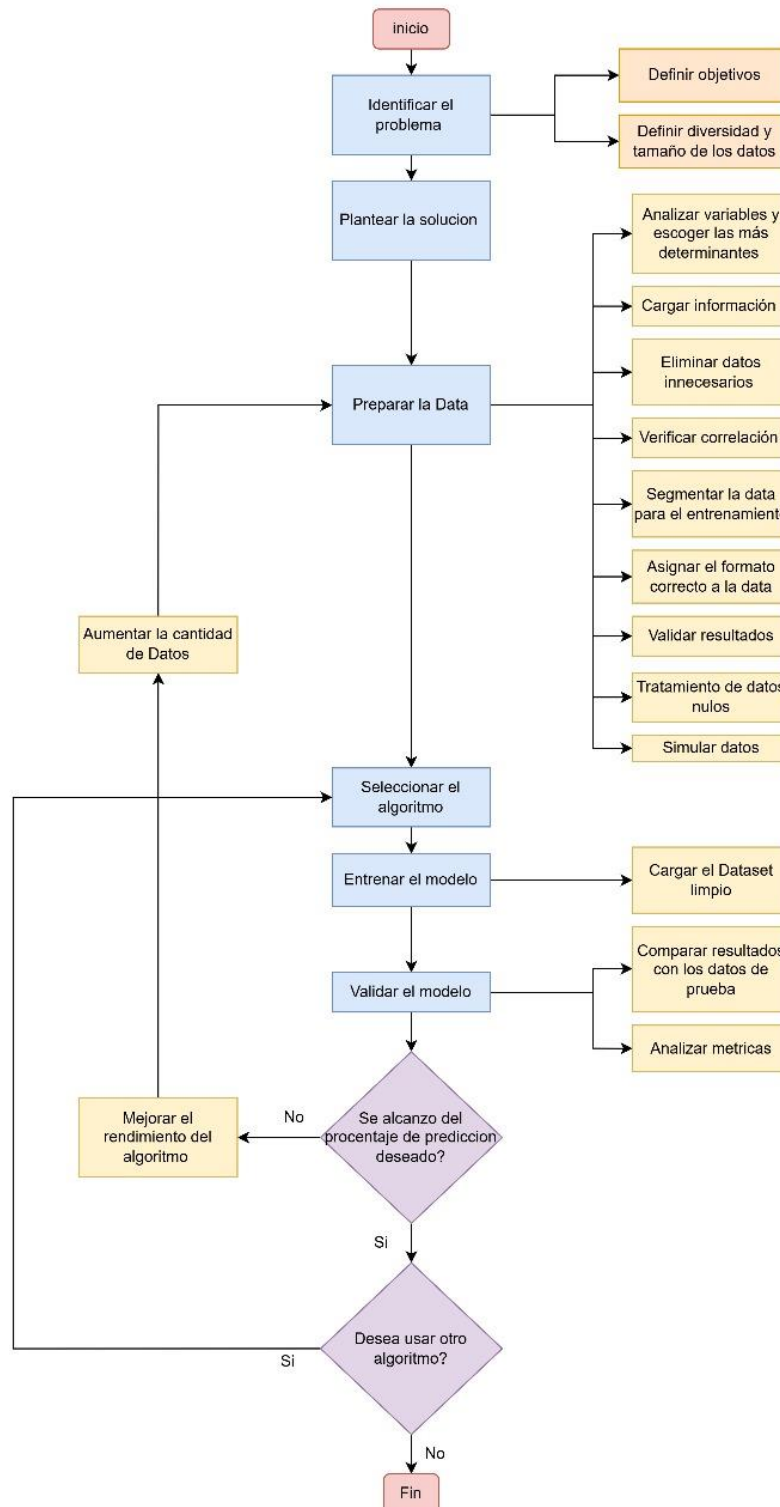 inicio
Identificar el
problema
Definir objetivos
Definir diversidad y
tamaño de los datos
Plantear la solucion
Analizar variables y
escoger las más
determinantes
Cargar información
Eliminar datos
innecesarios
Preparar la Data
Verificar correlación
Segmentar la data
para el entrenamiento
Asignar el formato
correcto a la data
Aumentar la cantidad
de Datos
Validar resultados
Tratamiento de datos
nulos
Simular datos
Seleccionar el
algoritmo
Entrenar el modelo
Cargar el Dataset
limpio
Validar el modelo
Comparar resultados
con los datos de
prueba
Analizar metricas
Mejorar el
rendimiento del
algoritmo
No
Se alcanzo del
procentaje de prediccion
deseado?
Si
Desea usar otro
algoritmo?
Si
No
Fin